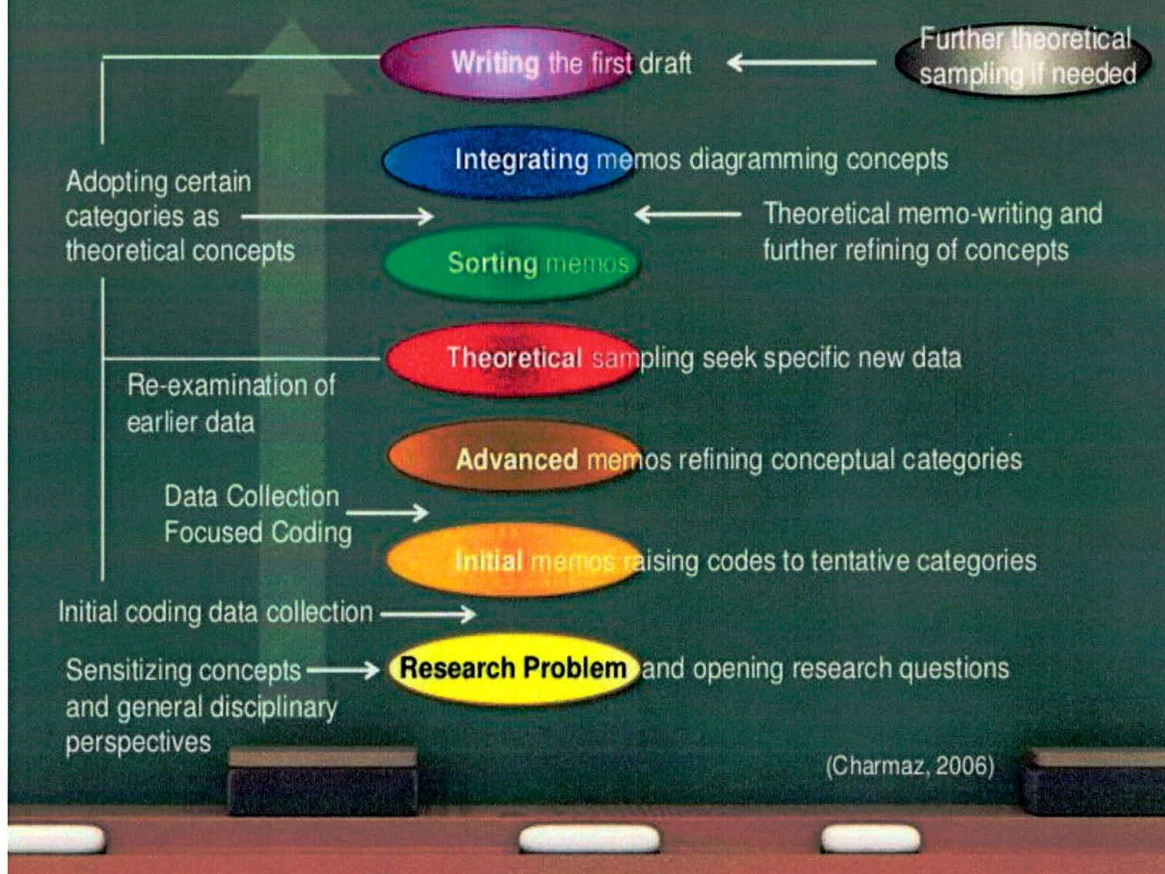 Writing the first draft
Further theoretical
sampling if needed
Integrating memos diagramming concepts
Adopting certain
categories as
theoretical concepts
Theoretical memo-writing and
further refining of concepts
Sorting memos
Theoretical sampling seek specific new data
Re-examination of
earlier data
Advanced memos refining conceptual categories
Data Collection
Focused Coding
Initial memos raising codes to tentative categories
Initial coding data collection
Sensitizing concepts
and general disciplinary
perspectives
Research Problem and opening research questions
(Charmaz, 2006)